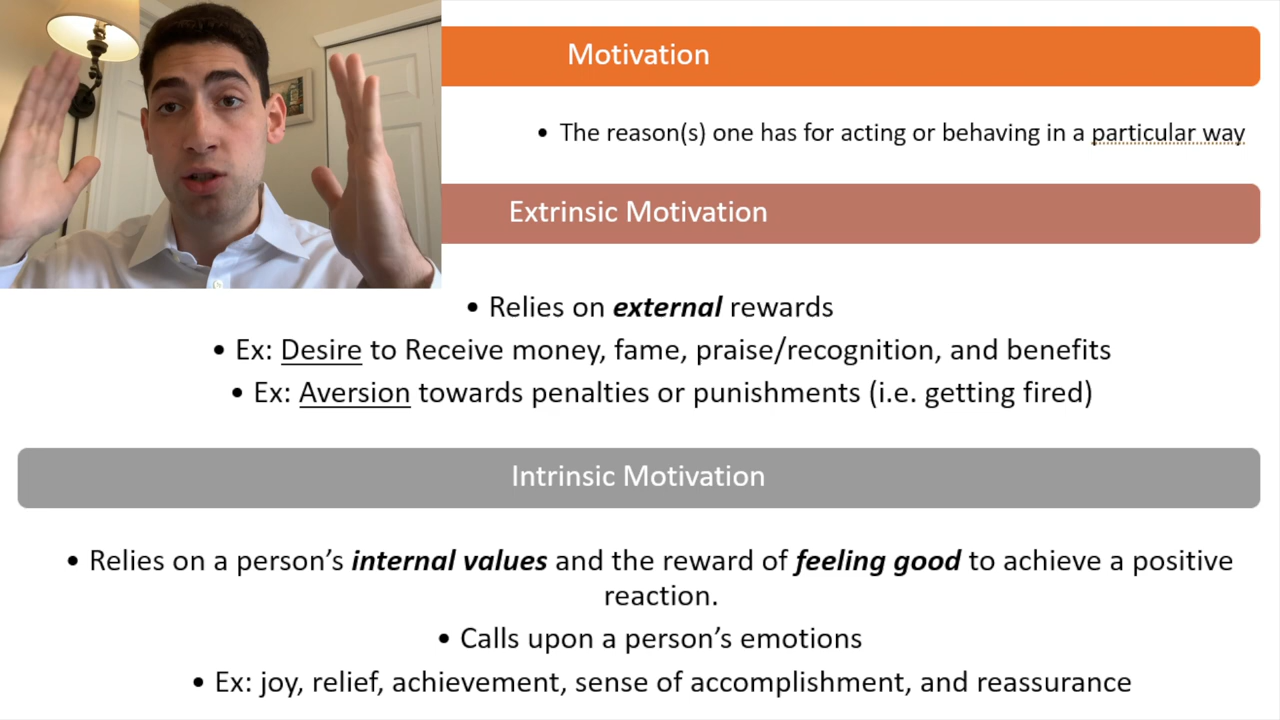 Motivation
• The reason(s) one has for acting or behaving in a particular way
Extrinsic Motivation
• Relies on external rewards
• Ex: Desire to Receive money, fame, praise/recognition, and benefits
• Ex: Aversion towards penalties or punishments (i.e. getting fired)
Intrinsic Motivation
• Relies on a person’s internal values and the reward of feeling good to achieve a positive
reaction.
• Calls upon a person’s emotions
• Ex: joy, relief, achievement, sense of accomplishment, and reassurance